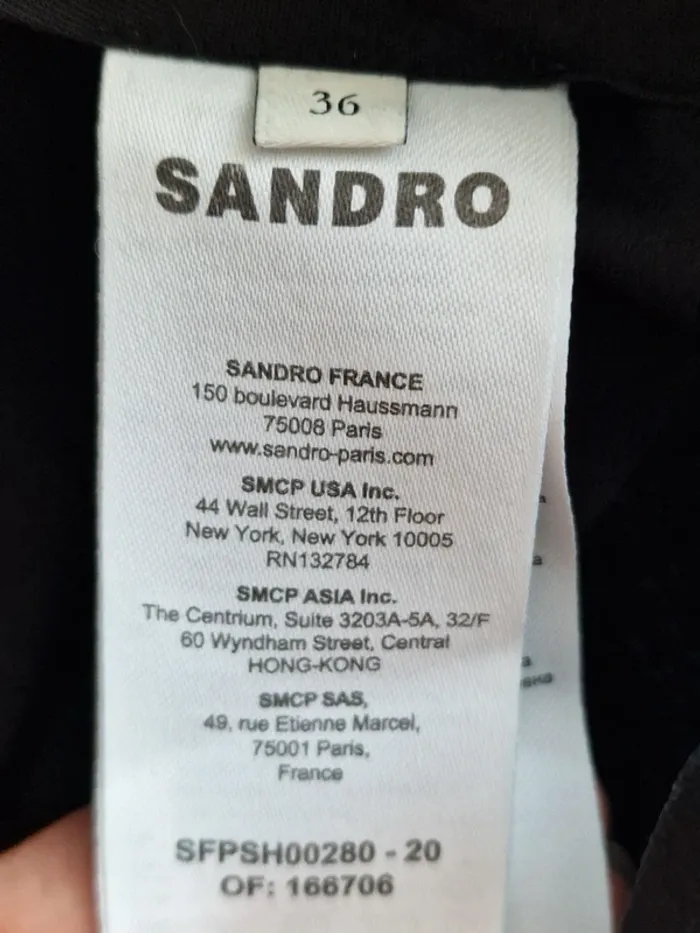 36
SANDRO
SANDRO FRANCE
150 boulevard Haussmann
75008 Paris
www.sandro-paris.com
SMCP USA Inc.
44 Wall Street, 12th Floor
New York, New York 10005
RN132784
SMCP ASIA Inc.
The Centrium, Suite 3203A-5A, 32/F
60 Wyndham Street, Central
HONG-KONG
SMCP SAS,
49, rue Etienne Marcel,
75001 Paris,
France
SFPSH00280 - 20
OF: 166706